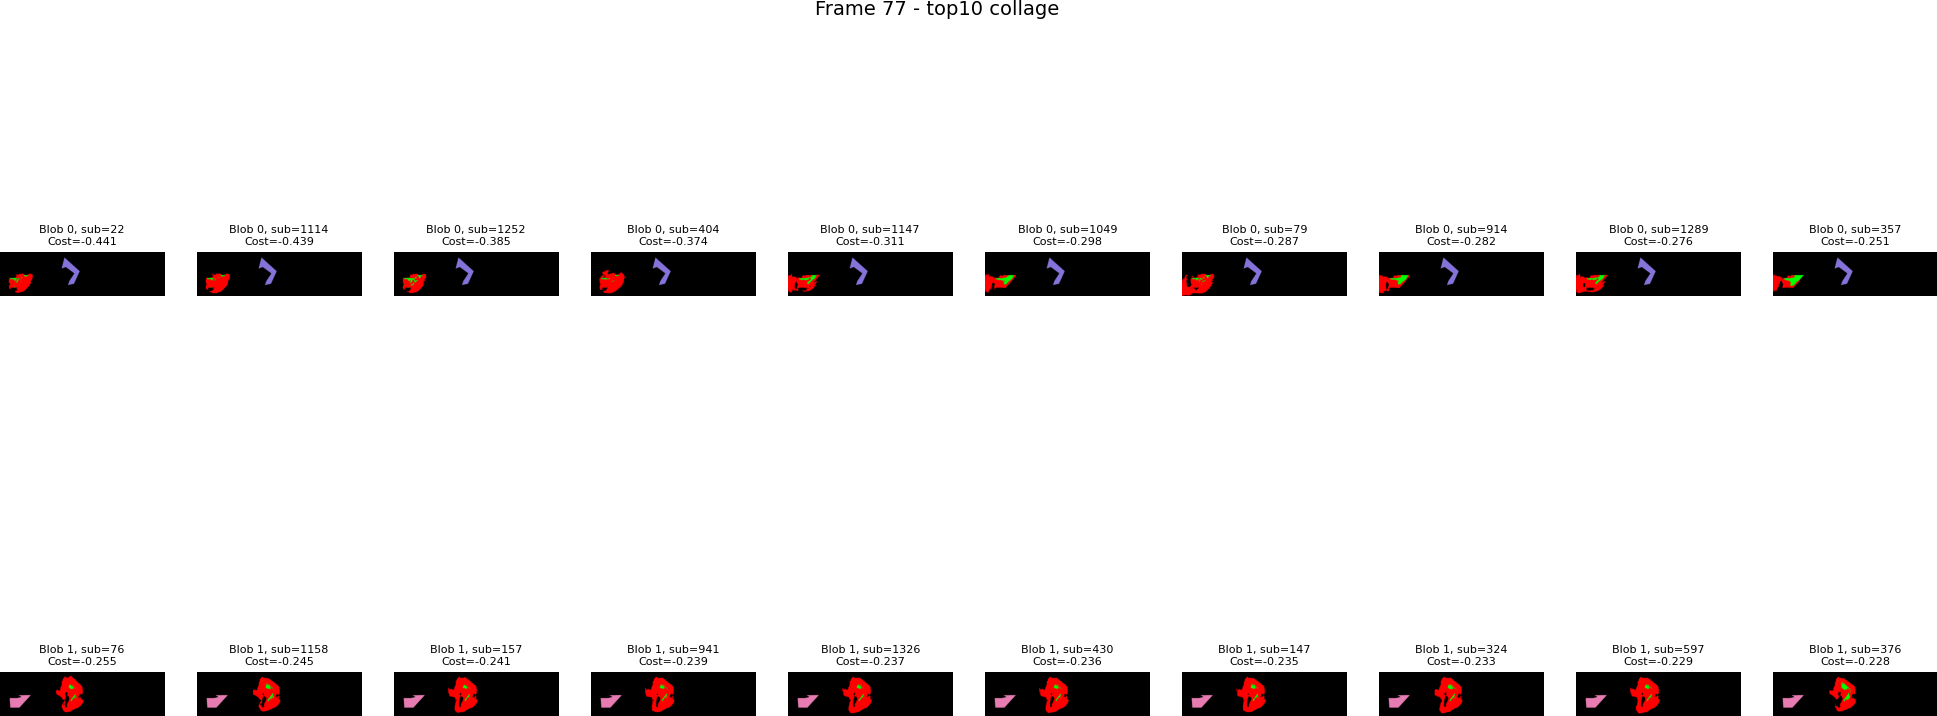 Frame 77 - top10 collage
Blob 0, sub=22
Cost=-0.441
Blob 0, sub=1114
Cost=-0.439
Blob 0, sub=1252
Cost=-0.385
Blob 0, sub=404
Cost=-0.374
Blob 0, sub=1147
Cost=-0.311
Blob 0, sub=1049
Cost=-0.298
Blob 0, sub=79
Cost=-0.287
Blob 0, sub=914
Cost=-0.282
Blob 0, sub=1289
Cost=-0.276
Blob 0, sub=357
Cost=-0.251
Blob 1, sub=76
Cost=-0.255
Blob 1, sub=1158
Cost=-0.245
Blob 1, sub=157
Cost=-0.241
Blob 1, sub=941
Cost=-0.239
Blob 1, sub=1326
Cost=-0.237
Blob 1, sub=430
Cost=-0.236
Blob 1, sub=147
Cost=-0.235
Blob 1, sub=324
Cost=-0.233
Blob 1, sub=597
Cost=-0.229
Blob 1, sub=376
Cost=-0.228